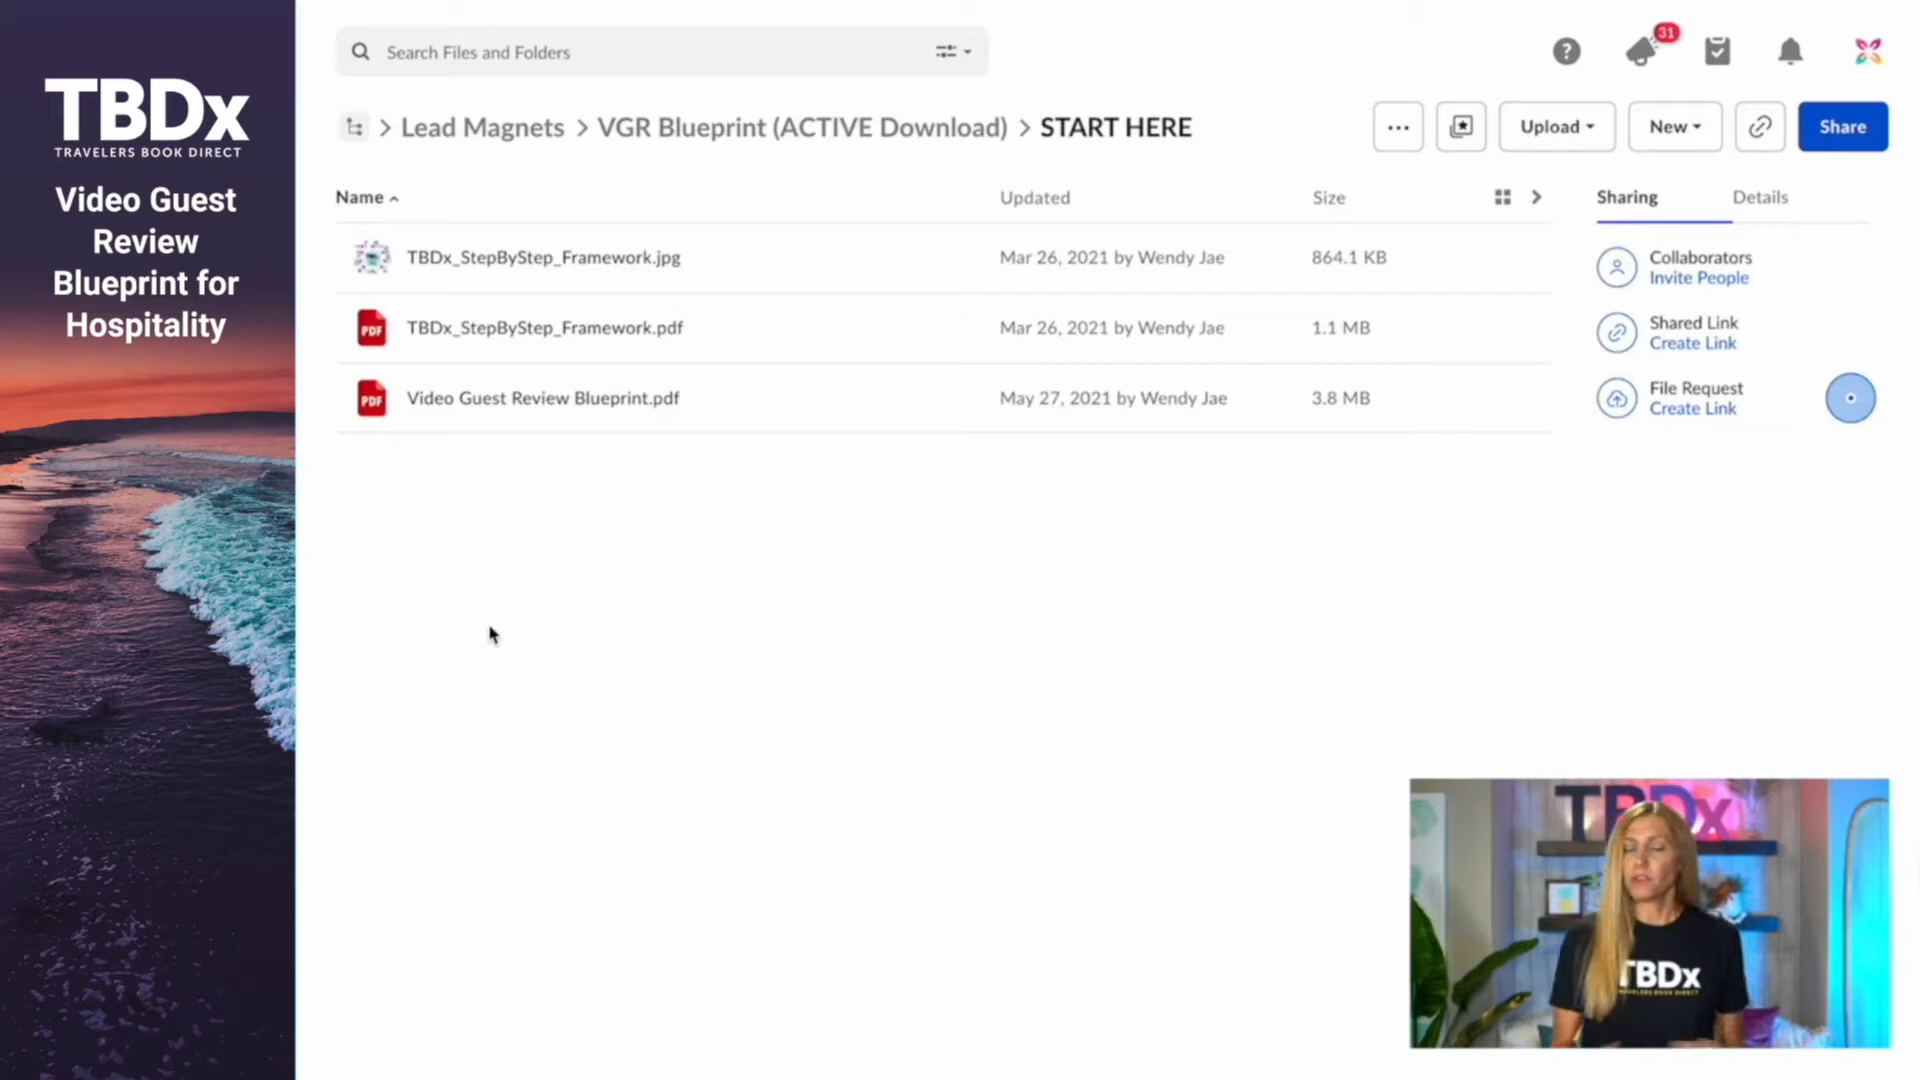 TBDx
TRAVELERS BOOK DIRECT
Video Guest
Review
Blueprint for
Hospitality
Search Files and Folders
31
Lead Magnets > VGR Blueprint (ACTIVE Download) > START HERE
Upload
New
Share
Name
Updated
Size
TBDx_StepByStep_Framework.jpg
Mar 26, 2021 by Wendy Jae
864.1 KB
PDF
TBDx_StepByStep_Framework.pdf
Mar 26, 2021 by Wendy Jae
1.1 MB
PDF
Video Guest Review Blueprint.pdf
May 27, 2021 by Wendy Jae
3.8 MB
Sharing
Details
Collaborators
Invite People
Shared Link
Create Link
File Request
Create Link
TBDx
TBDx
TRAVELERS BOOK DIRECT